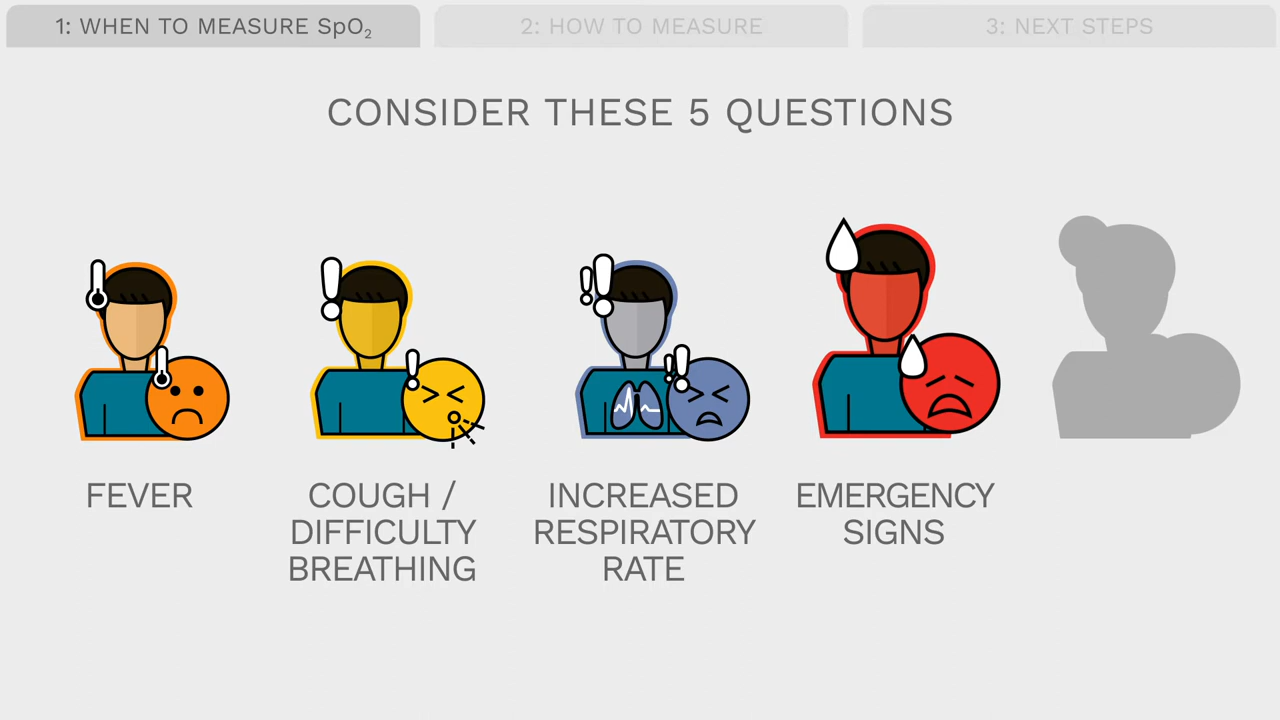 1: WHEN TO MEASURE SpO₂
2: HOW TO MEASURE
3: NEXT STEPS
CONSIDER THESE 5 QUESTIONS
FEVER
COUGH /
DIFFICULTY
BREATHING
INCREASED
RESPIRATORY
RATE
EMERGENCY
SIGNS